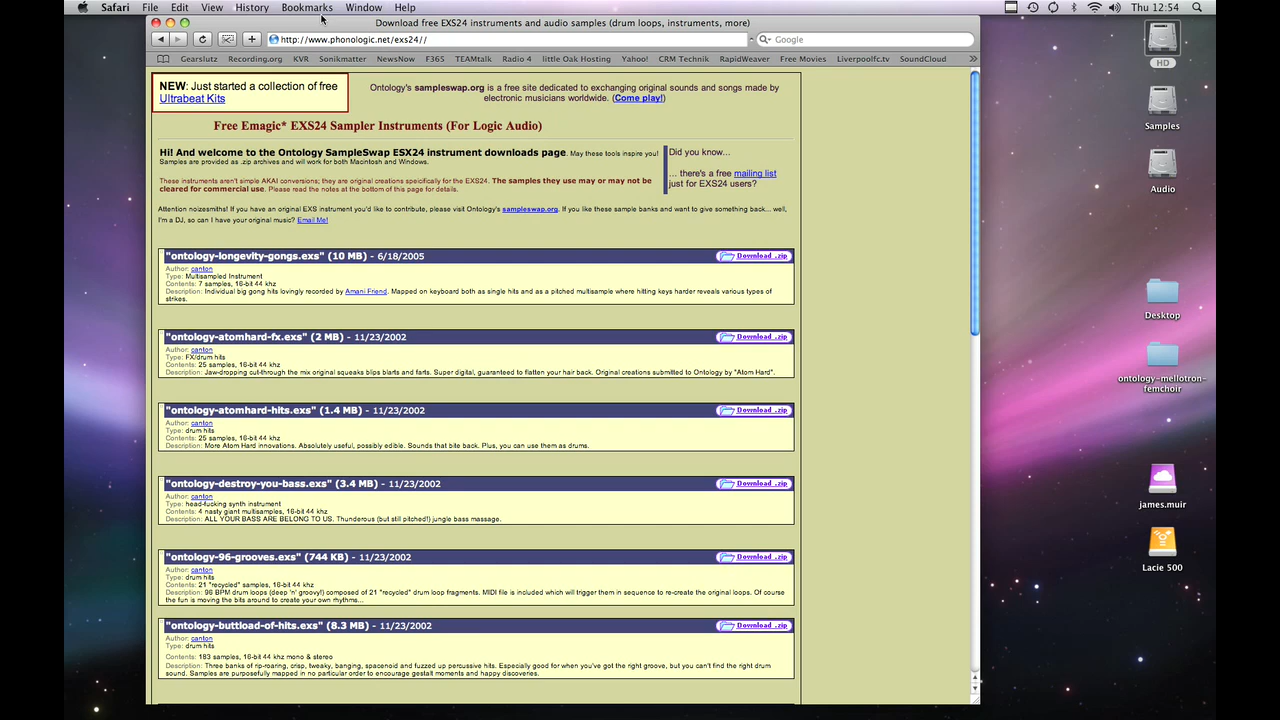 Safari File Edit View History Bookmarks Window Help Thu 12:54
Download free EXS24 instruments and audio samples (drum loops, instruments, more)
http://www.phonologic.net/exs24// Google
Gearslutz Recording.org KVR Sonikmatter NewsNow F365 TEAMtalk Radio 4 little Oak Hosting Yahoo! CRM Technik RapidWeaver Free Movies Liverpoolfc.tv SoundCloud »
NEW: Just started a collection of free
Ultrabeat Kits
Ontology's sampleswap.org is a free site dedicated to exchanging original sounds and songs made by
electronic musicians worldwide. (Come play!)
Free Emagic* EXS24 Sampler Instruments (For Logic Audio)
Hi! And welcome to the Ontology SampleSwap ESX24 instrument downloads page. May these tools inspire you!
Samples are provided as .zip archives and will work for both Macintosh and Windows.
Did you know...
... there's a free mailing list
just for EXS24 users?
These instruments aren't simple AKAI conversions; they are original creations speicifically for the EXS24. The samples they use may or may not be
cleared for commercial use. Please read the notes at the bottom of this page for details.
Attention noizesmiths! If you have an original EXS instrument you'd like to contribute, please visit Ontology's sampleswap.org. If you like these sample banks and want to give something back... well,
I'm a DJ, so can I have your original music? Email Me!
"ontology-longevity-gongs.exs" (10 MB) - 6/18/2005 Download .zip
Author: canton
Type: Multisampled Instrument
Contents: 7 samples, 16-bit 44 khz
Description: Individual big gong hits lovingly recorded by Amani Friend. Mapped on keyboard both as single hits and as a pitched multisample where hitting keys harder reveals various types of
strikes.
"ontology-atomhard-fx.exs" (2 MB) - 11/23/2002 Download .zip
Author: canton
Type: FX/drum hits
Contents: 25 samples, 16-bit 44 khz
Description: Jaw-dropping cut-through the mix original squeaks blips blarts and farts. Super digital, guaranteed to flatten your hair back. Original creations submitted to Ontology by "Atom Hard".
"ontology-atomhard-hits.exs" (1.4 MB) - 11/23/2002 Download .zip
Author: canton
Type: drum hits
Contents: 25 samples, 16-bit 44 khz
Description: More Atom Hard innovations. Absolutely useful, possibly edible. Sounds that bite back. Plus, you can use them as drums.
"ontology-destroy-you-bass.exs" (3.4 MB) - 11/23/2002 Download .zip
Author: canton
Type: head-fucking synth instrument
Contents: 4 nasty giant multisamples, 16-bit 44 khz
Description: ALL YOUR BASS ARE BELONG TO US. Thunderous (but still pitched!) jungle bass massage.
"ontology-96-grooves.exs" (744 KB) - 11/23/2002 Download .zip
Author: canton
Type: drum hits
Contents: 21 "recycled" samples, 16-bit 44 khz
Description: 96 BPM drum loops (deep 'n' groovy!) composed of 21 "recycled" drum loop fragments. MIDI file is included which will trigger them in sequence to re-create the original loops. Of course
the fun is moving the bits around to create your own rhythms...
"ontology-buttload-of-hits.exs" (8.3 MB) - 11/23/2002 Download .zip
Author: canton
Type: drum hits
Contents: 183 samples, 16-bit 44 khz mono & stereo
Description: Three banks of rip-roaring, crisp, tweaky, banging, spacenoid and fuzzed up percussive hits. Especially good for when you've got the right groove, but you can't find the right drum
sound. Samples are purposefully mapped in no particular order to encourage gestalt moments and happy discoveries.
HD
Samples
Audio
Desktop
ontology-mellotron-
femchoir
james.muir
Lacie 500